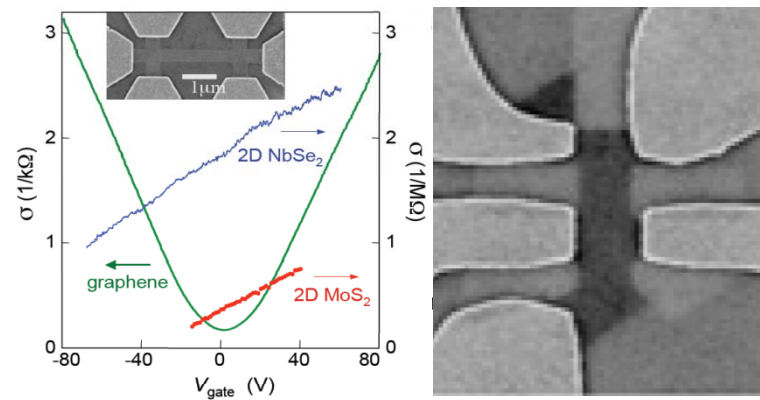 3
2
1
0
σ (1/kΩ)
1µm
2D NbSe₂
graphene
2D MoS₂
3
2
1
0
σ (1/MΩ)
-80 -40 0 40 80
V_gate (V)